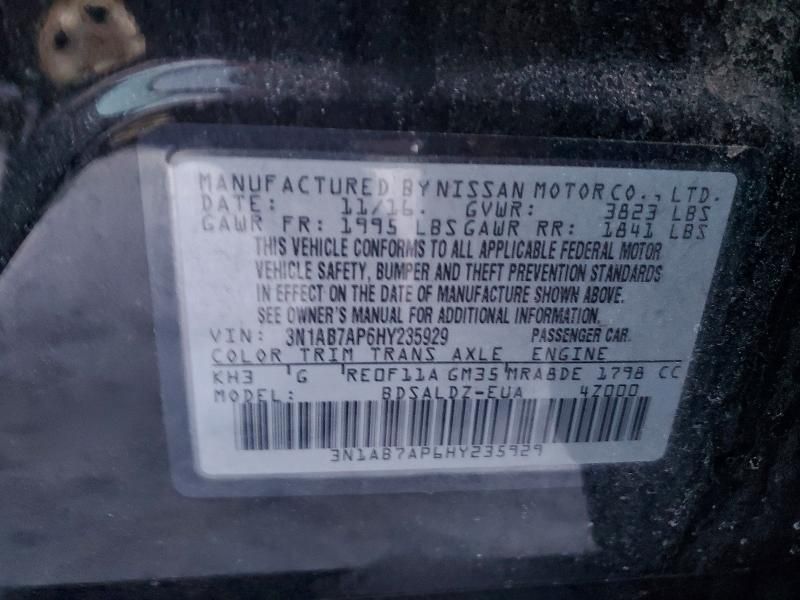 MANUFACTURED BY NISSAN MOTOR CO., LTD.
DATE: 11/16. GVWR: 3823 LBS
GAWR FR: 1995 LBS GAWR RR: 1841 LBS
THIS VEHICLE CONFORMS TO ALL APPLICABLE FEDERAL MOTOR
VEHICLE SAFETY, BUMPER AND THEFT PREVENTION STANDARDS
IN EFFECT ON THE DATE OF MANUFACTURE SHOWN ABOVE.
SEE OWNER'S MANUAL FOR ADDITIONAL INFORMATION.
VIN: 3N1AB7AP6HY235929 PASSENGER CAR.
COLOR TRIM TRANS AXLE ENGINE
KH3 G RE0F11A GM35 MRA8DE 1798 CC
MODEL: BDSALDZ-EUA 4Z000
3N1AB7AP6HY235929